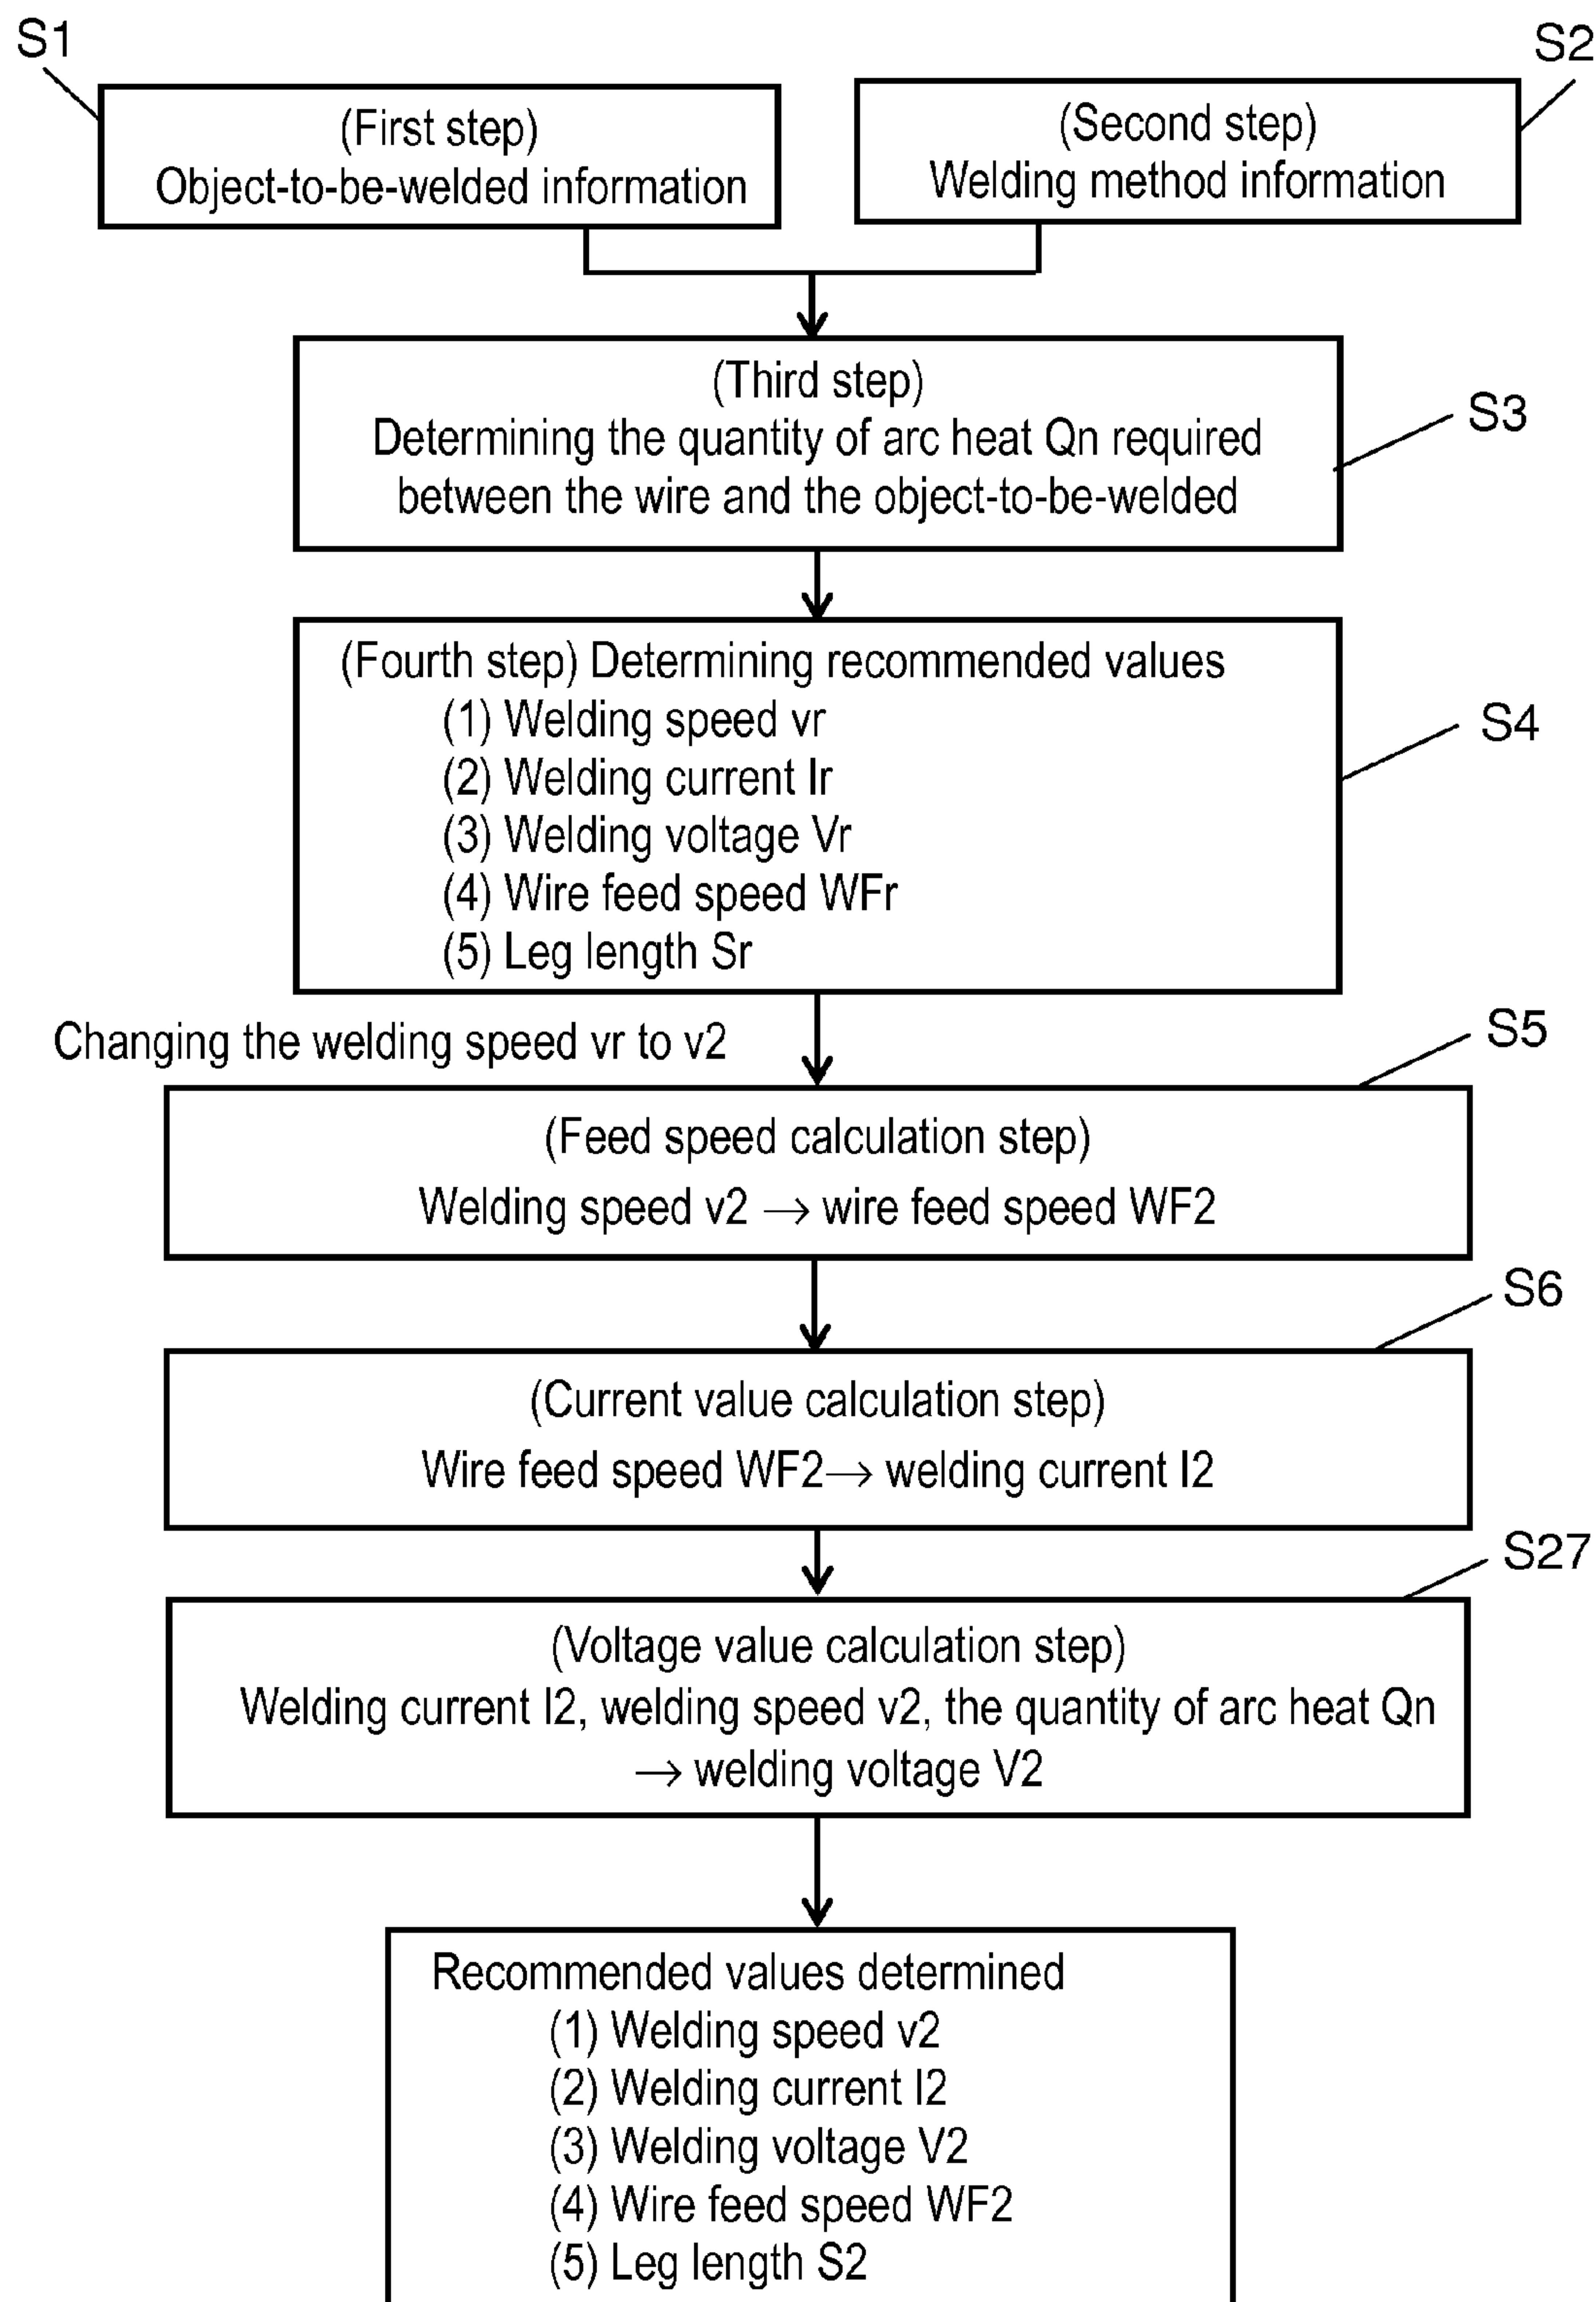 S1
S2
(First step)
Object-to-be-welded information
(Second step)
Welding method information
(Third step)
Determining the quantity of arc heat Qn required
between the wire and the object-to-be-welded
S3
(Fourth step) Determining recommended values
(1) Welding speed vr
(2) Welding current Ir
(3) Welding voltage Vr
(4) Wire feed speed WFr
(5) Leg length Sr
S4
Changing the welding speed vr to v2
S5
(Feed speed calculation step)
Welding speed v2 → wire feed speed WF2
S6
(Current value calculation step)
Wire feed speed WF2→ welding current I2
S27
(Voltage value calculation step)
Welding current I2, welding speed v2, the quantity of arc heat Qn
→ welding voltage V2
Recommended values determined
(1) Welding speed v2
(2) Welding current I2
(3) Welding voltage V2
(4) Wire feed speed WF2
(5) Leg length S2